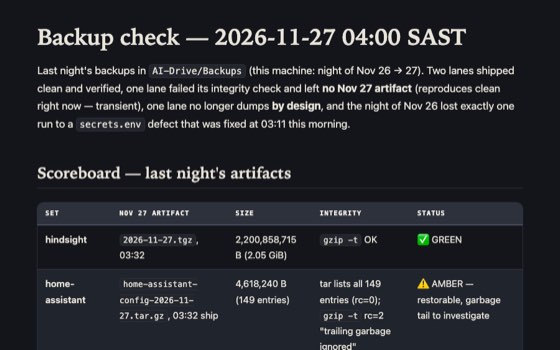 Backup check — 2026-11-27 04:00 SAST
Last night's backups in AI-Drive/Backups (this machine: night of Nov 26 → 27). Two lanes shipped
clean and verified, one lane failed its integrity check and left no Nov 27 artifact (reproduces clean
right now — transient), one lane no longer dumps by design, and the night of Nov 26 lost exactly one
run to a secrets.env defect that was fixed at 03:11 this morning.
Scoreboard — last night's artifacts
SET NOV 27 ARTIFACT SIZE INTEGRITY STATUS
hindsight 2026-11-27.tgz, 2,200,858,715 gzip -t OK ✅ GREEN
03:32 B (2.05 GiB)
home- home-assistant- 4,618,240 B tar lists all 149 ⚠️ AMBER —
assistant config-2026-11- (149 entries) entries (rc=0); restorable, garbage
27.tar.gz, 03:32 ship gzip -t rc=2 tail to investigate
"trailing garbage
ignored"